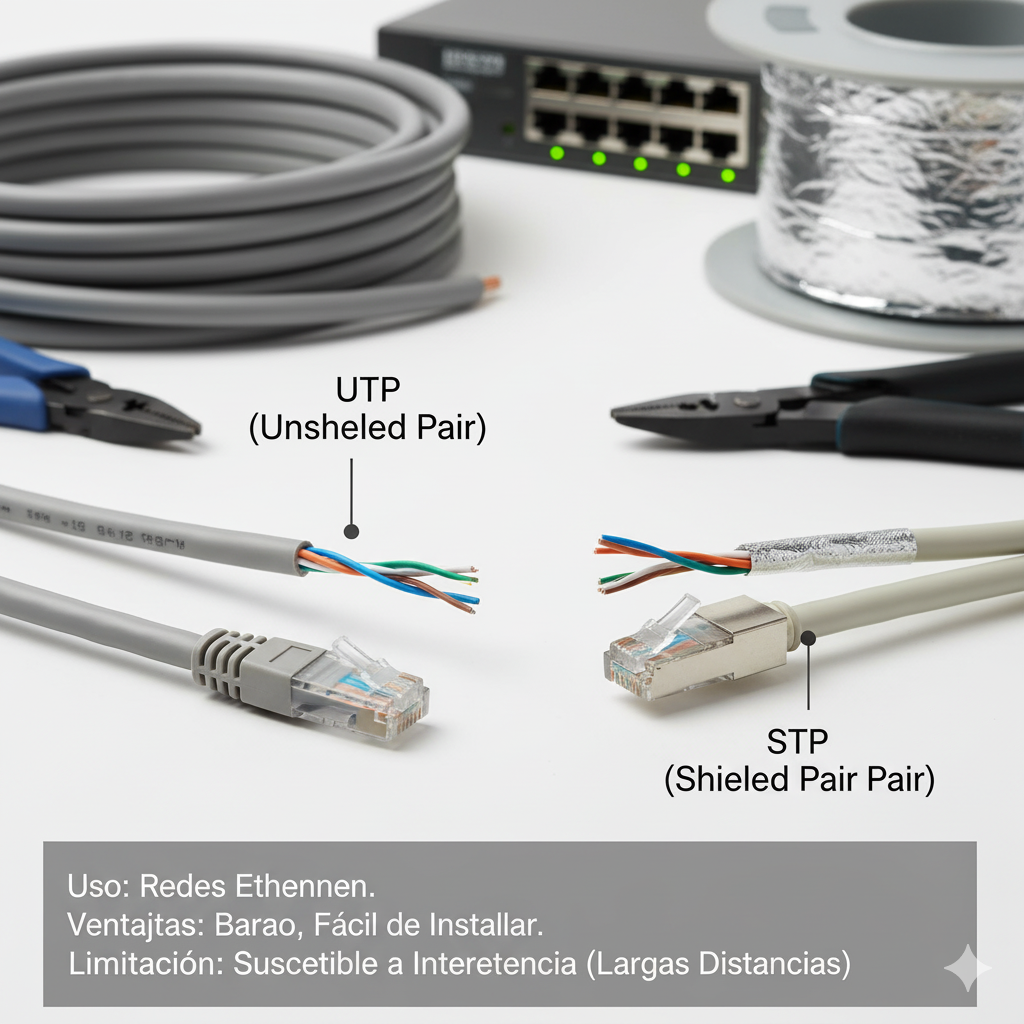 UTP
(Unsheled Pair)
STP
(Shieled Pair Pair)
Uso: Redes Ethennen.
Ventajtas: Barao, Fácil de Installar.
Limitación: Suscetible a Interetencia (Largas Distancias)